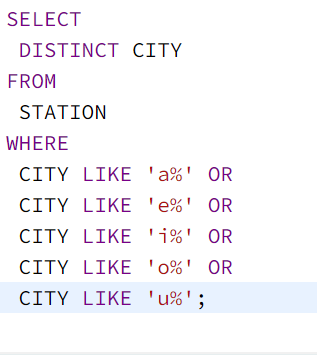 SELECT
DISTINCT CITY
FROM
STATION
WHERE
CITY LIKE 'a%' OR
CITY LIKE 'e%' OR
CITY LIKE 'i%' OR
CITY LIKE 'o%' OR
CITY LIKE 'u%';